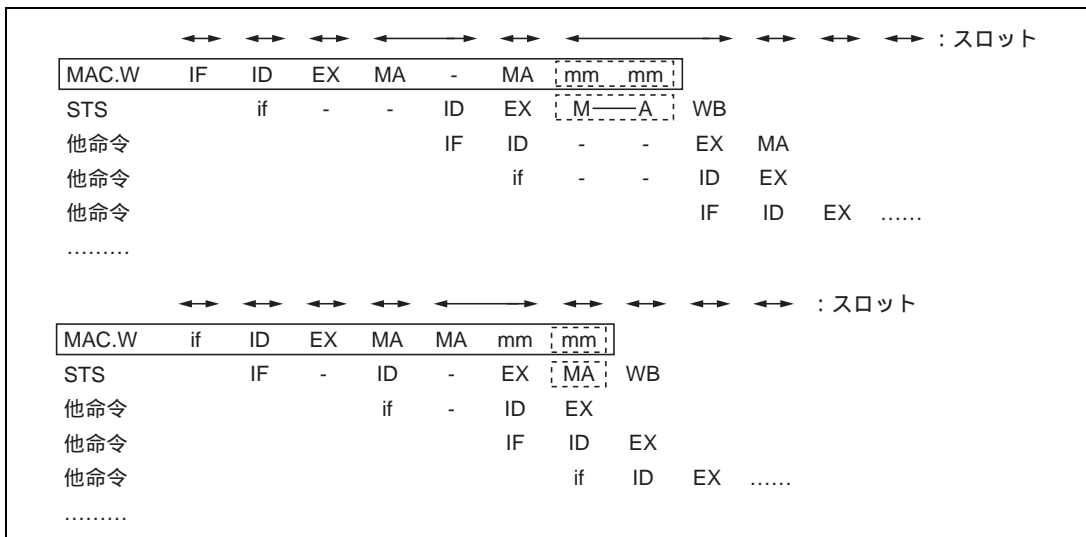 ：スロット
MAC.W IF ID EX MA - MA mm mm
STS if - - ID EX M A WB
他命令 IF ID - - EX MA
他命令 if - - ID EX
他命令 IF ID EX ……
………
：スロット
MAC.W if ID EX MA MA mm mm
STS IF - ID - EX MA WB
他命令 if - ID EX
他命令 IF ID EX
他命令 if ID EX ……
………